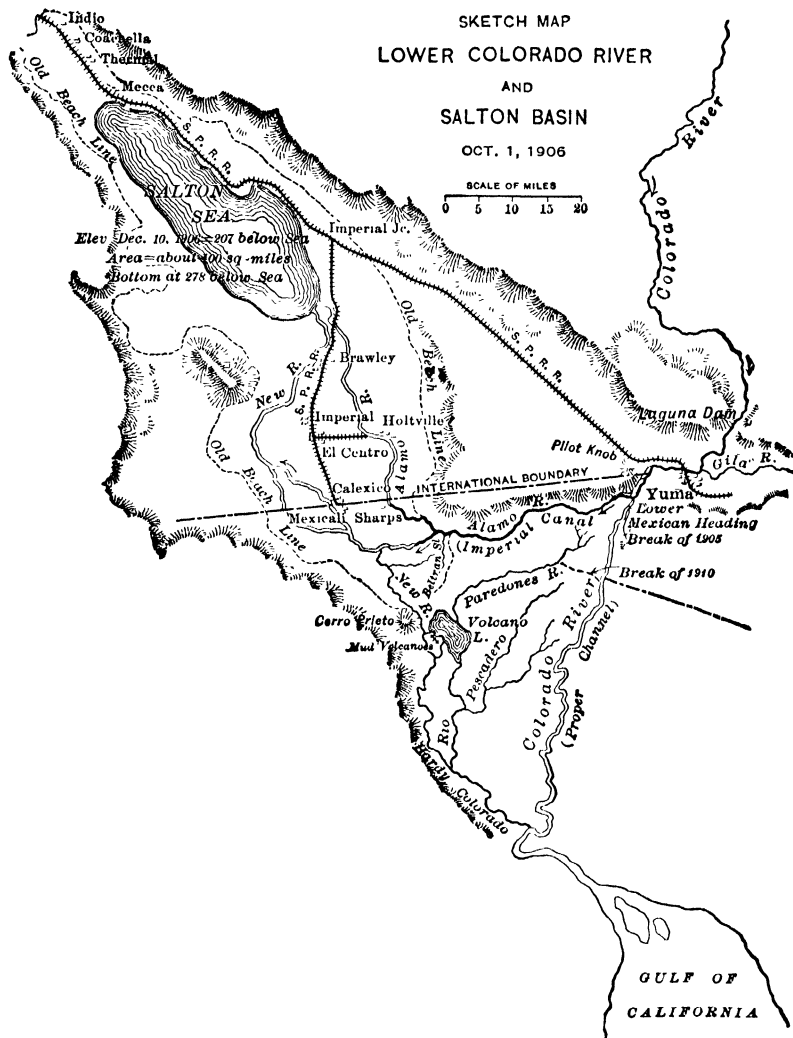 SKETCH MAP
LOWER COLORADO RIVER
AND
SALTON BASIN
OCT. 1, 1906
SCALE OF MILES
0 5 10 15 20
Indio
Coachella
Thermal
Mecca
Old Beach Line
S. P. R. R.
SALTON
SEA
Elev Dec. 10. 1906=207 below Sea
Area=about 400 sq-miles
Bottom at 278 below Sea
Imperial Jc.
Colorado River
Old Beach Line
S. P. R. R.
Brawley
New R.
S. P. R. R.
Alamo R.
Imperial
Holtville
El Centro
Old Beach Line
Laguna Dam
Pilot Knob
Gila R.
INTERNATIONAL BOUNDARY
Calexico
Yuma
Mexicali
Sharps
Alamo R.
(Imperial Canal
Lower
Mexican Heading
Break of 1905
Beltran Sl.
New R.
Paredones R.
Break of 1910
Cerro Prieto
Volcano
L.
Mud Volcanoes
Pescadero
Colorado River
(Proper Channel)
Rio
Hardy Colorado
GULF OF
CALIFORNIA